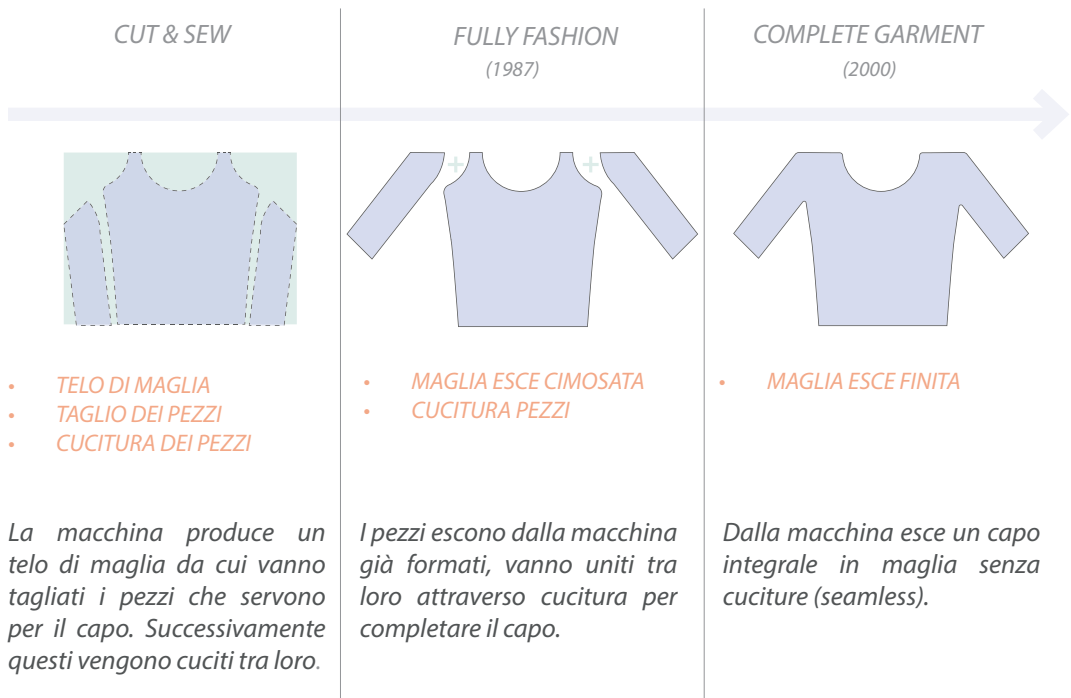 CUT & SEW
FULLY FASHION
(1987)
COMPLETE GARMENT
(2000)
• TELO DI MAGLIA
• TAGLIO DEI PEZZI
• CUCITURA DEI PEZZI
• MAGLIA ESCE CIMOSATA
• CUCITURA PEZZI
• MAGLIA ESCE FINITA
La macchina produce un
telo di maglia da cui vanno
tagliati i pezzi che servono
per il capo. Successivamente
questi vengono cuciti tra loro.
I pezzi escono dalla macchina
già formati, vanno uniti tra
loro attraverso cucitura per
completare il capo.
Dalla macchina esce un capo
integrale in maglia senza
cuciture (seamless).